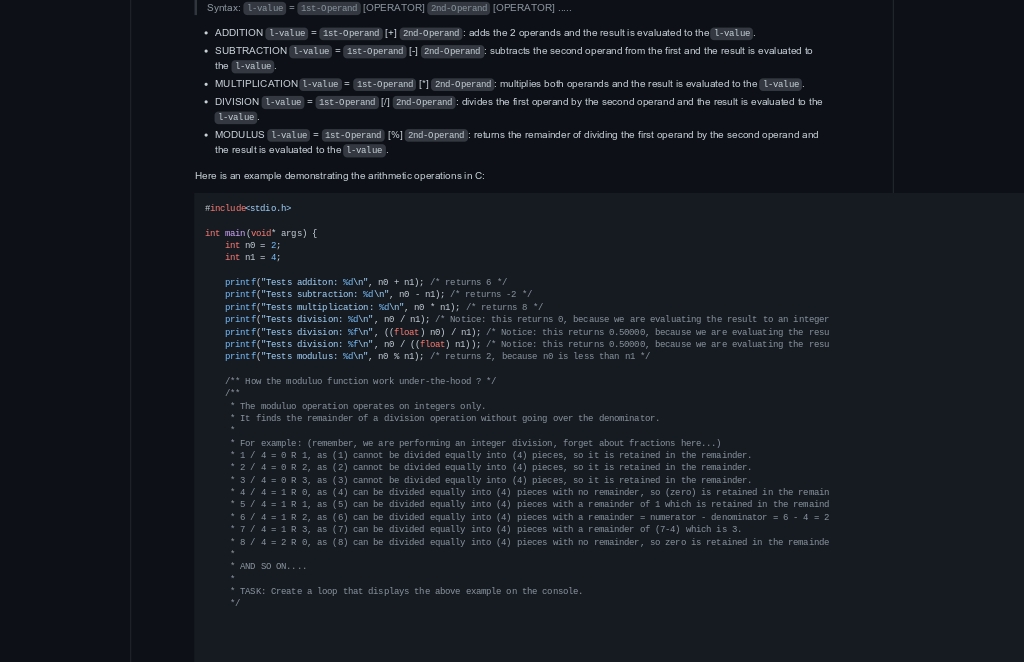 Syntax: l-value = 1st-Operand [OPERATOR] 2nd-Operand [OPERATOR] .....
• ADDITION l-value = 1st-Operand [+] 2nd-Operand: adds the 2 operands and the result is evaluated to the l-value.
• SUBTRACTION l-value = 1st-Operand [-] 2nd-Operand: subtracts the second operand from the first and the result is evaluated to
the l-value.
• MULTIPLICATION l-value = 1st-Operand [*] 2nd-Operand: multiplies both operands and the result is evaluated to the l-value.
• DIVISION l-value = 1st-Operand [/] 2nd-Operand: divides the first operand by the second operand and the result is evaluated to the
l-value.
• MODULUS l-value = 1st-Operand [%] 2nd-Operand: returns the remainder of dividing the first operand by the second operand and
the result is evaluated to the l-value.
Here is an example demonstrating the arithmetic operations in C:
#include<stdio.h>
int main(void* args) {
    int n0 = 2;
    int n1 = 4;
    printf("Tests additon: %d\n", n0 + n1); /* returns 6 */
    printf("Tests subtraction: %d\n", n0 - n1); /* returns -2 */
    printf("Tests multiplication: %d\n", n0 * n1); /* returns 8 */
    printf("Tests division: %d\n", n0 / n1); /* Notice: this returns 0, because we are evaluating the result to an integer
    printf("Tests division: %f\n", ((float) n0) / n1); /* Notice: this returns 0.50000, because we are evaluating the resu
    printf("Tests division: %f\n", n0 / ((float) n1)); /* Notice: this returns 0.50000, because we are evaluating the resu
    printf("Tests modulus: %d\n", n0 % n1); /* returns 2, because n0 is less than n1 */
    /** How the moduluo function work under-the-hood ? */
    /**
     * The moduluo operation operates on integers only.
     * It finds the remainder of a division operation without going over the denominator.
     *
     * For example: (remember, we are performing an integer division, forget about fractions here...)
     * 1 / 4 = 0 R 1, as (1) cannot be divided equally into (4) pieces, so it is retained in the remainder.
     * 2 / 4 = 0 R 2, as (2) cannot be divided equally into (4) pieces, so it is retained in the remainder.
     * 3 / 4 = 0 R 3, as (3) cannot be divided equally into (4) pieces, so it is retained in the remainder.
     * 4 / 4 = 1 R 0, as (4) can be divided equally into (4) pieces with no remainder, so (zero) is retained in the remain
     * 5 / 4 = 1 R 1, as (5) can be divided equally into (4) pieces with a remainder of 1 which is retained in the remaind
     * 6 / 4 = 1 R 2, as (6) can be divided equally into (4) pieces with a remainder = numerator - denominator = 6 - 4 = 2
     * 7 / 4 = 1 R 3, as (7) can be divided equally into (4) pieces with a remainder of (7-4) which is 3.
     * 8 / 4 = 2 R 0, as (8) can be divided equally into (4) pieces with no remainder, so zero is retained in the remainde
     *
     * AND SO ON....
     *
     * TASK: Create a loop that displays the above example on the console.
     */